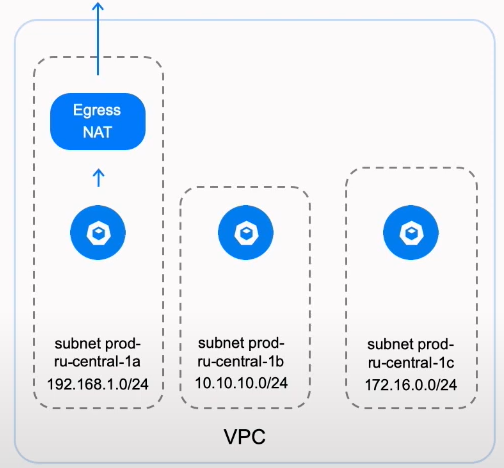 Egress
NAT
subnet prod-
ru-central-1a
192.168.1.0/24
subnet prod-
ru-central-1b
10.10.10.0/24
subnet prod-
ru-central-1c
172.16.0.0/24
VPC